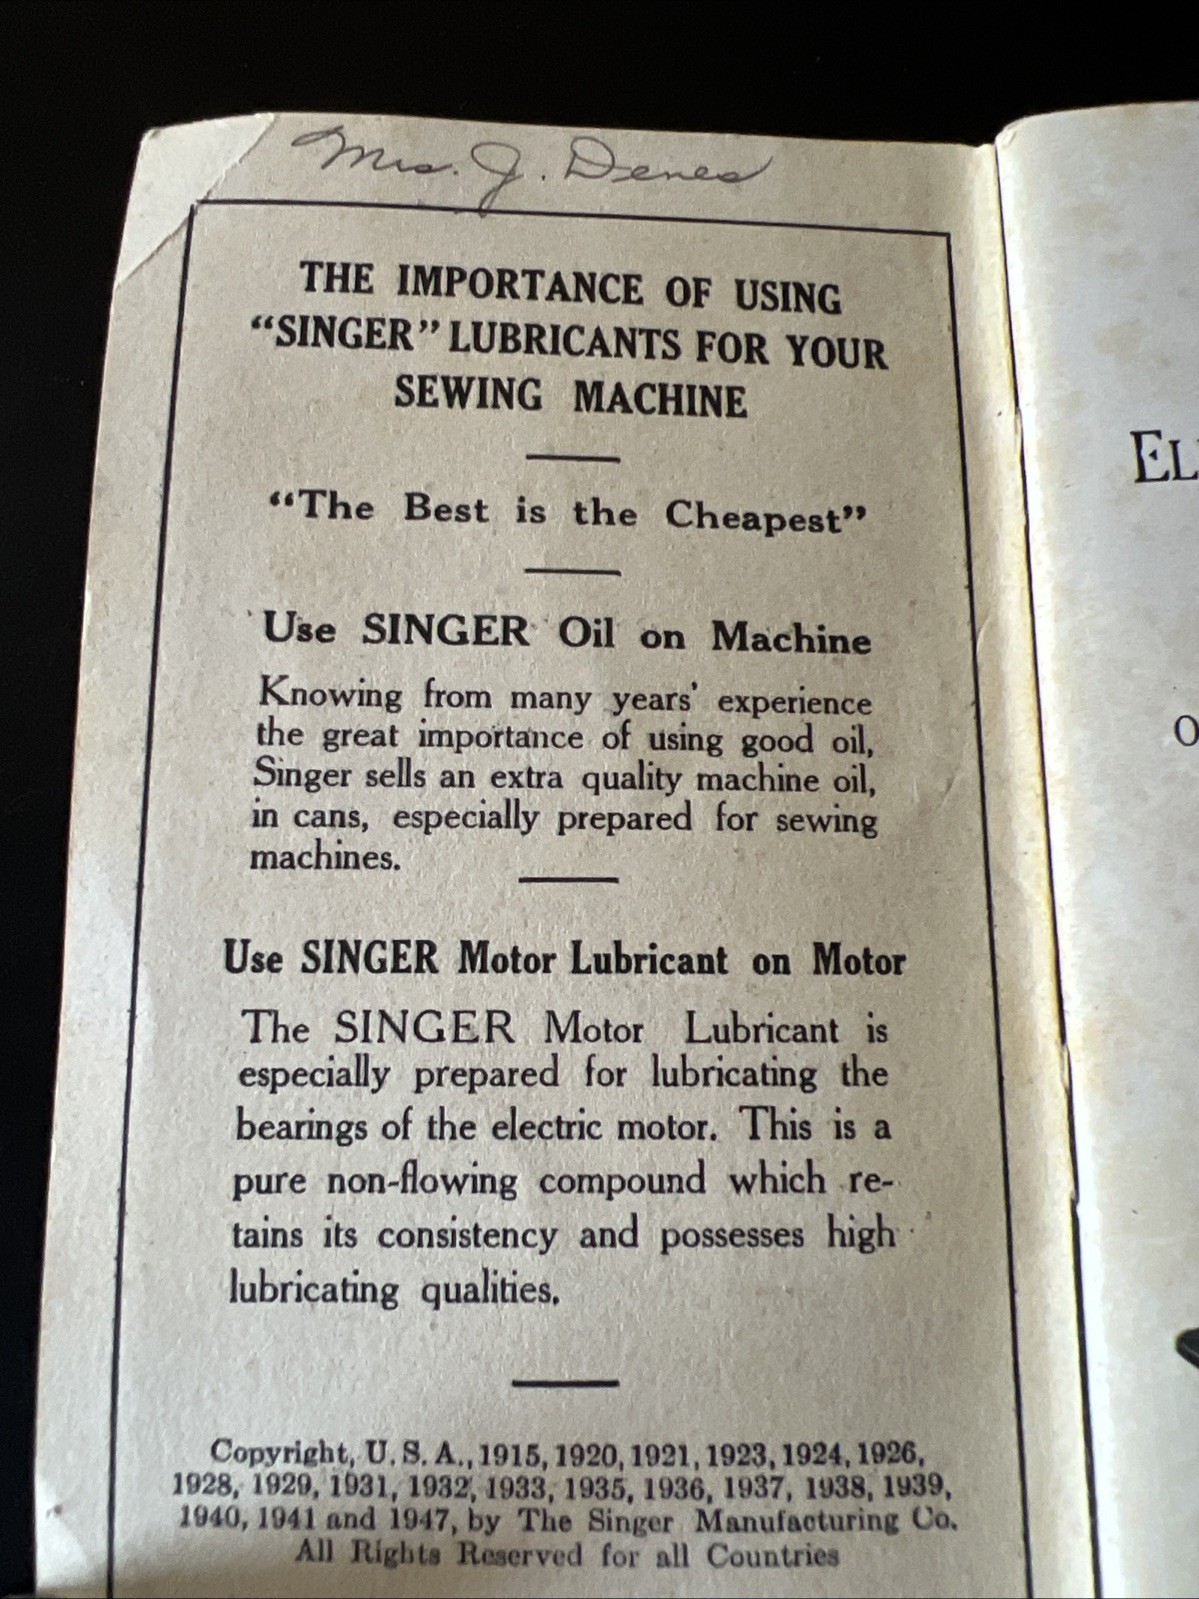 Mrs. J. Denes
THE IMPORTANCE OF USING
“SINGER” LUBRICANTS FOR YOUR
SEWING MACHINE
“The Best is the Cheapest”
Use SINGER Oil on Machine
Knowing from many years’ experience
the great importance of using good oil,
Singer sells an extra quality machine oil,
in cans, especially prepared for sewing
machines.
Use SINGER Motor Lubricant on Motor
The SINGER Motor Lubricant is
especially prepared for lubricating the
bearings of the electric motor. This is a
pure non-flowing compound which re-
tains its consistency and possesses high
lubricating qualities.
Copyright, U. S. A., 1915, 1920, 1921, 1923, 1924, 1926,
1928, 1929, 1931, 1932, 1933, 1935, 1936, 1937, 1938, 1939,
1940, 1941 and 1947, by The Singer Manufacturing Co.
All Rights Reserved for all Countries